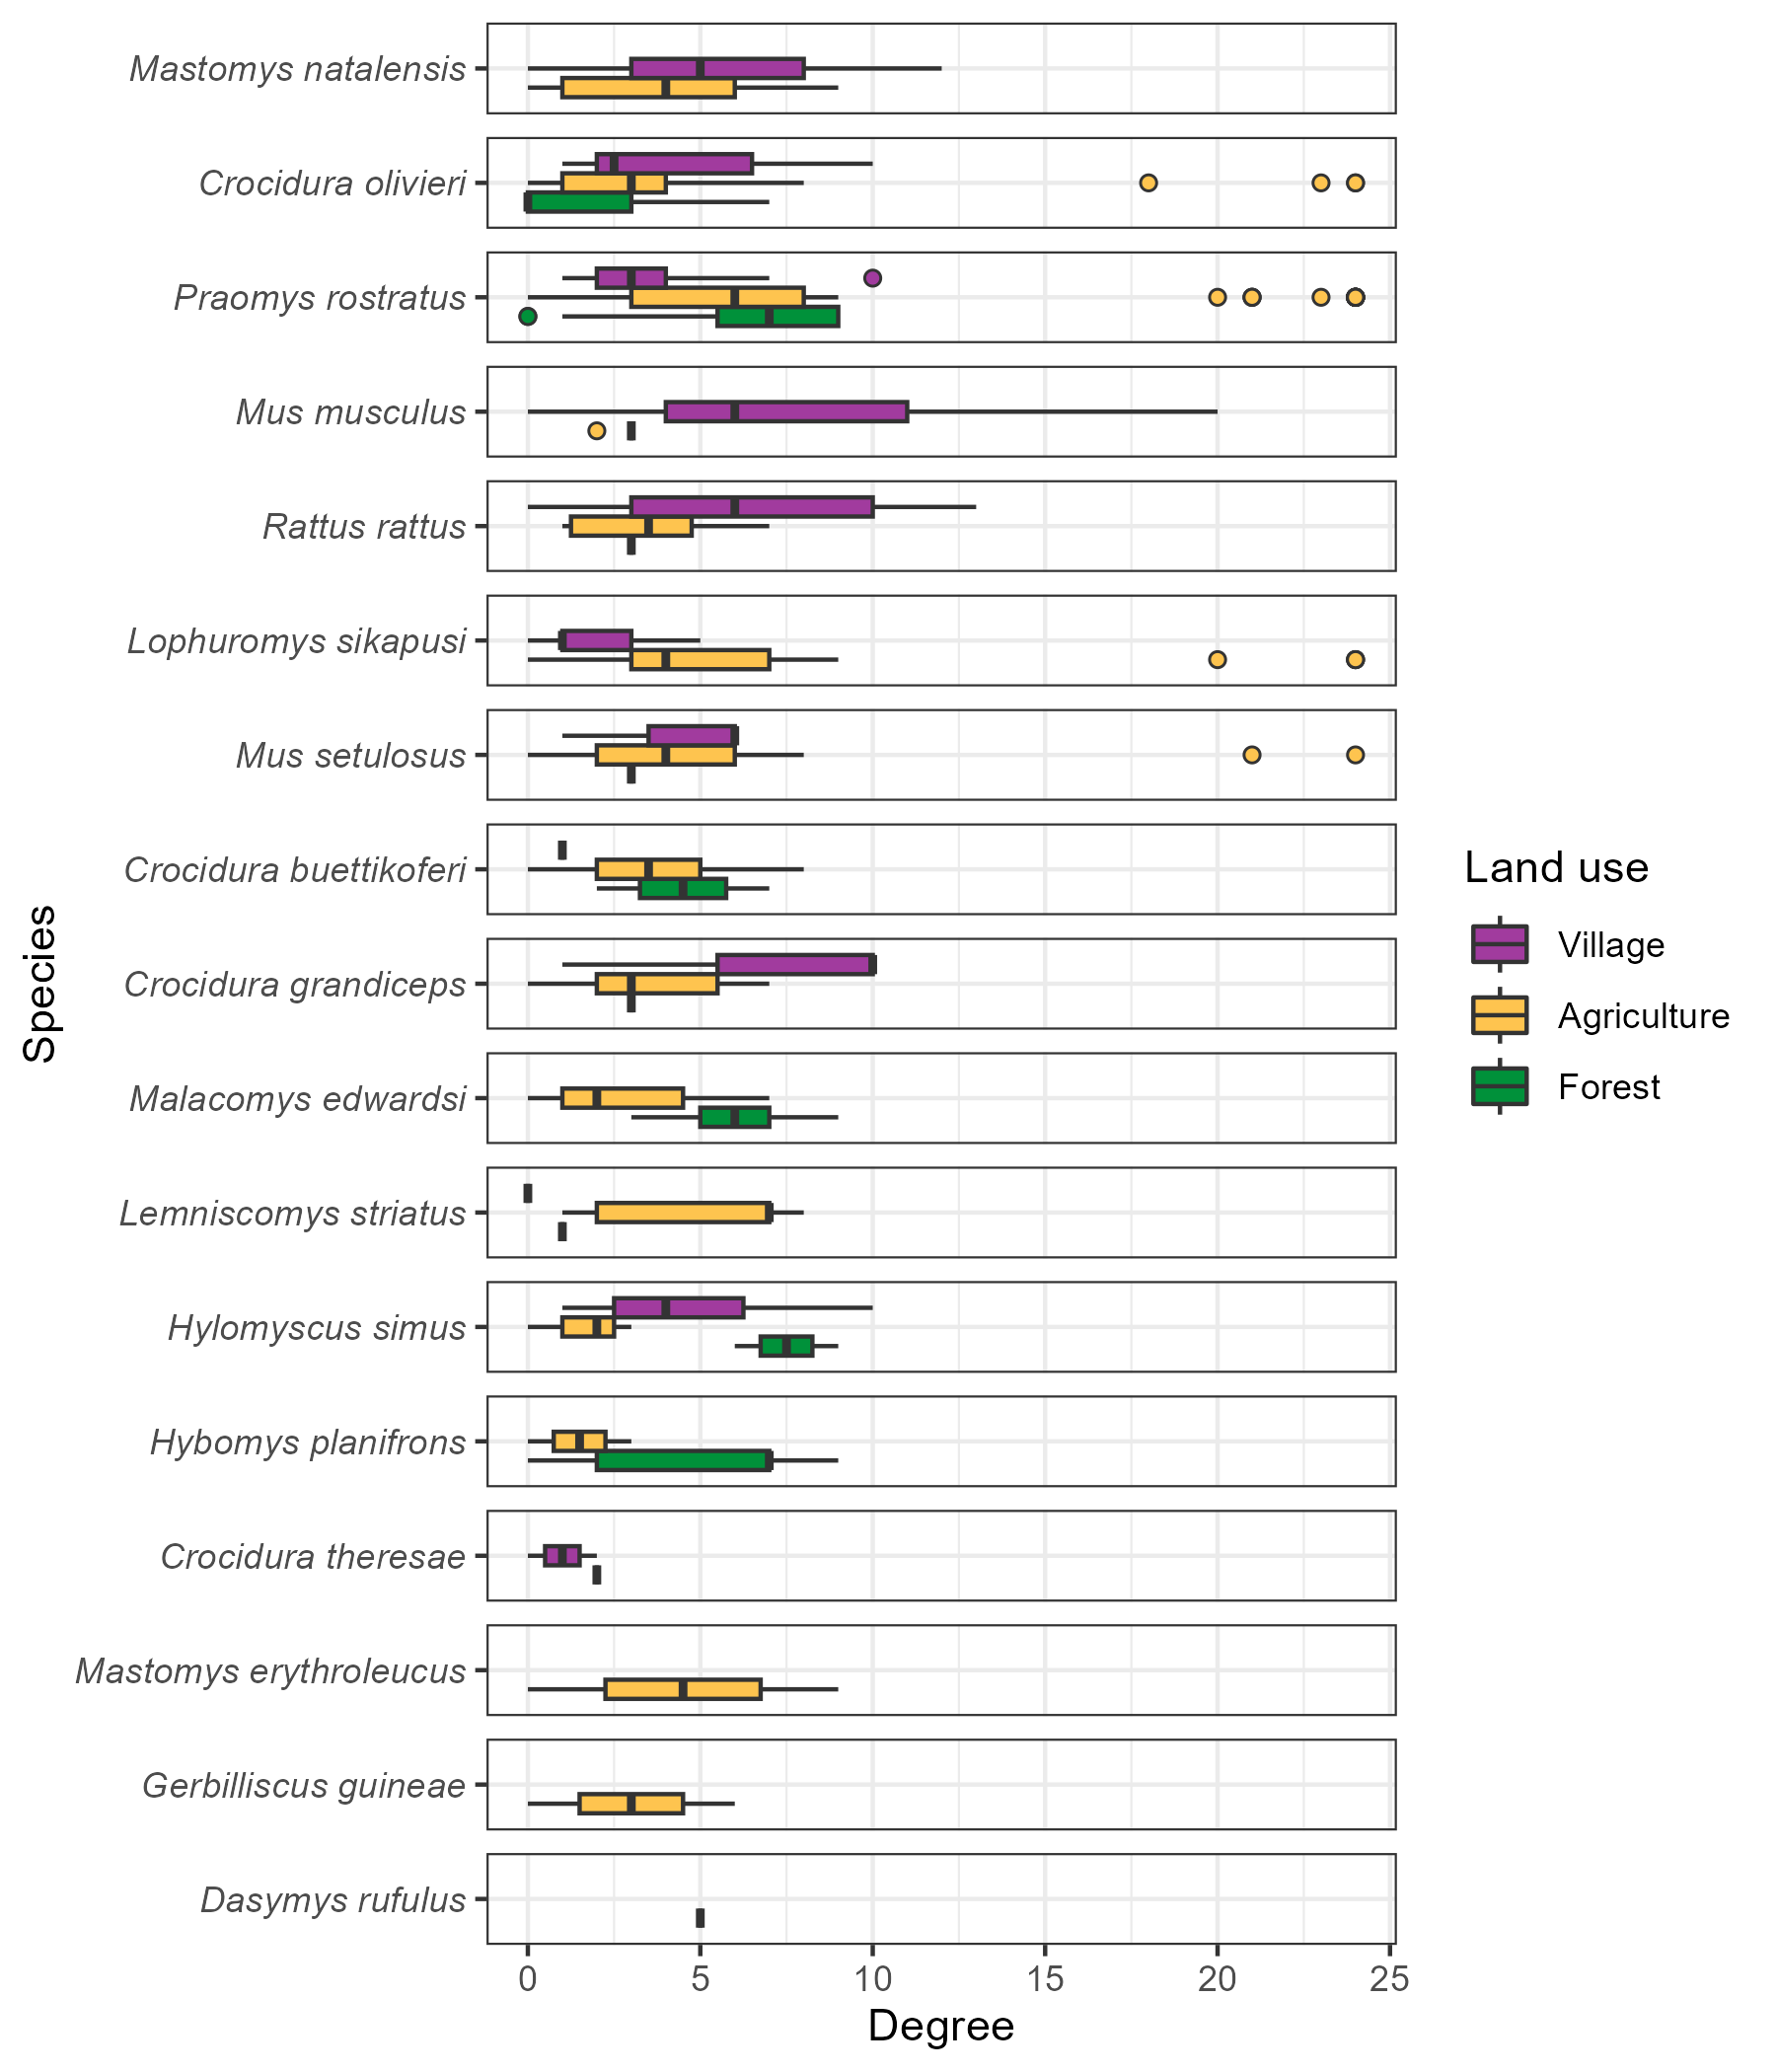 Mastomys natalensis
Crocidura olivieri
Praomys rostratus
Mus musculus
Rattus rattus
Lophuromys sikapusi
Mus setulosus
Crocidura buettikoferi
Crocidura grandiceps
Malacomys edwardsi
Lemniscomys striatus
Hylomyscus simus
Hybomys planifrons
Crocidura theresae
Mastomys erythroleucus
Gerbilliscus guineae
Dasymys rufulus
Species
0 5 10 15 20 25
Degree
Land use
Village
Agriculture
Forest